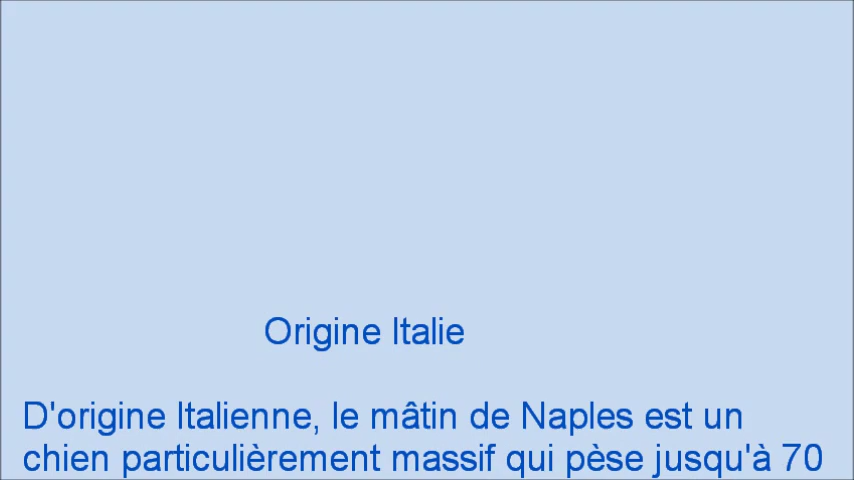 Origine Italie
D'origine Italienne, le mâtin de Naples est un
chien particulièrement massif qui pèse jusqu'à 70